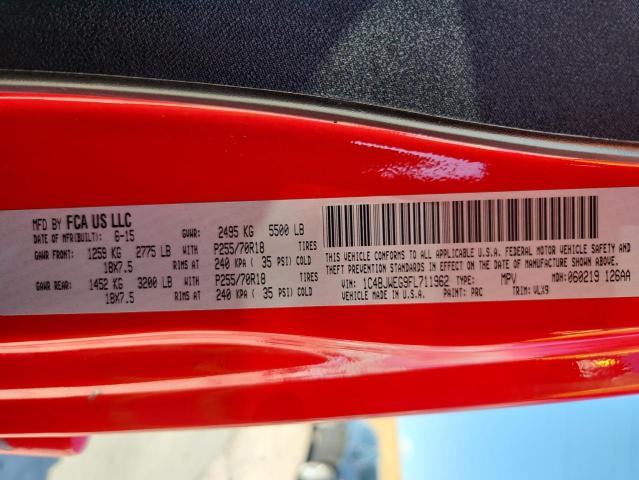 MFD BY FCA US LLC
DATE OF MFR(BUILT): 6-15 GVWR: 2495 KG 5500 LB
GAWR FRONT: 1259 KG 2775 LB WITH P255/70R18 TIRES
18X7.5 RIMS AT 240 KPA ( 35 PSI) COLD
GAWR REAR: 1452 KG 3200 LB WITH P255/70R18 TIRES
18X7.5 RIMS AT 240 KPA ( 35 PSI) COLD
THIS VEHICLE CONFORMS TO ALL APPLICABLE U.S.A. FEDERAL MOTOR VEHICLE SAFETY AND
THEFT PREVENTION STANDARDS IN EFFECT ON THE DATE OF MANUFACTURE SHOWN ABOVE.
VIN: 1C4BJWEG9FL711962 TYPE: MPV MDH: 060219 126AA
VEHICLE MADE IN U.S.A. PAINT: PRC TRIM: VLX9